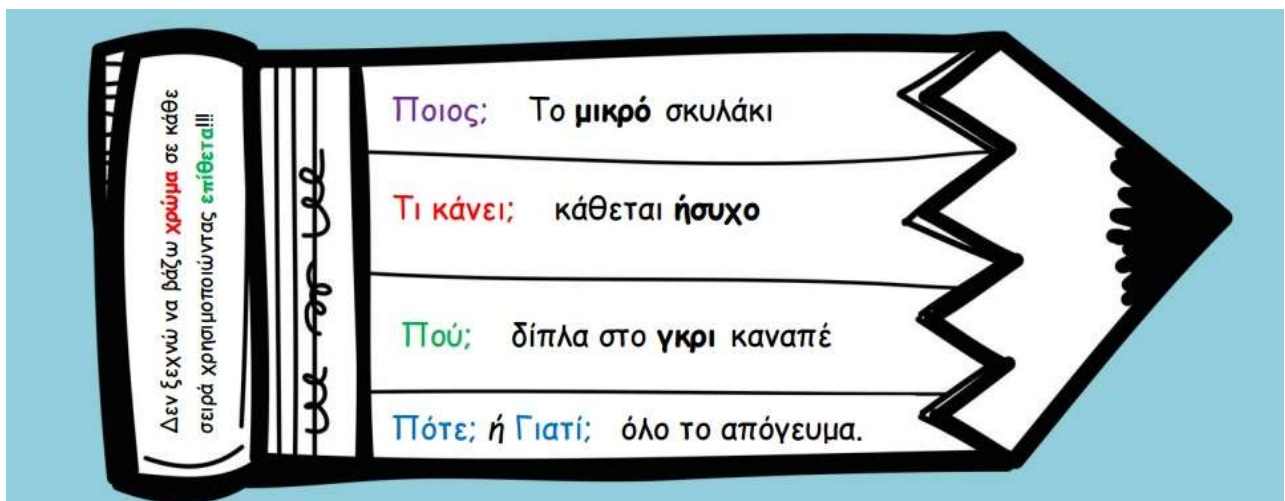 Δεν ξεχνώ να βάζω χρώμα σε κάθε
σειρά χρησιμοποιώντας επίθετα!!!
Ποιος; Το μικρό σκυλάκι
Τι κάνει; κάθεται ήσυχο
Πού; δίπλα στο γκρι καναπέ
Πότε; ή Γιατί; όλο το απόγευμα.